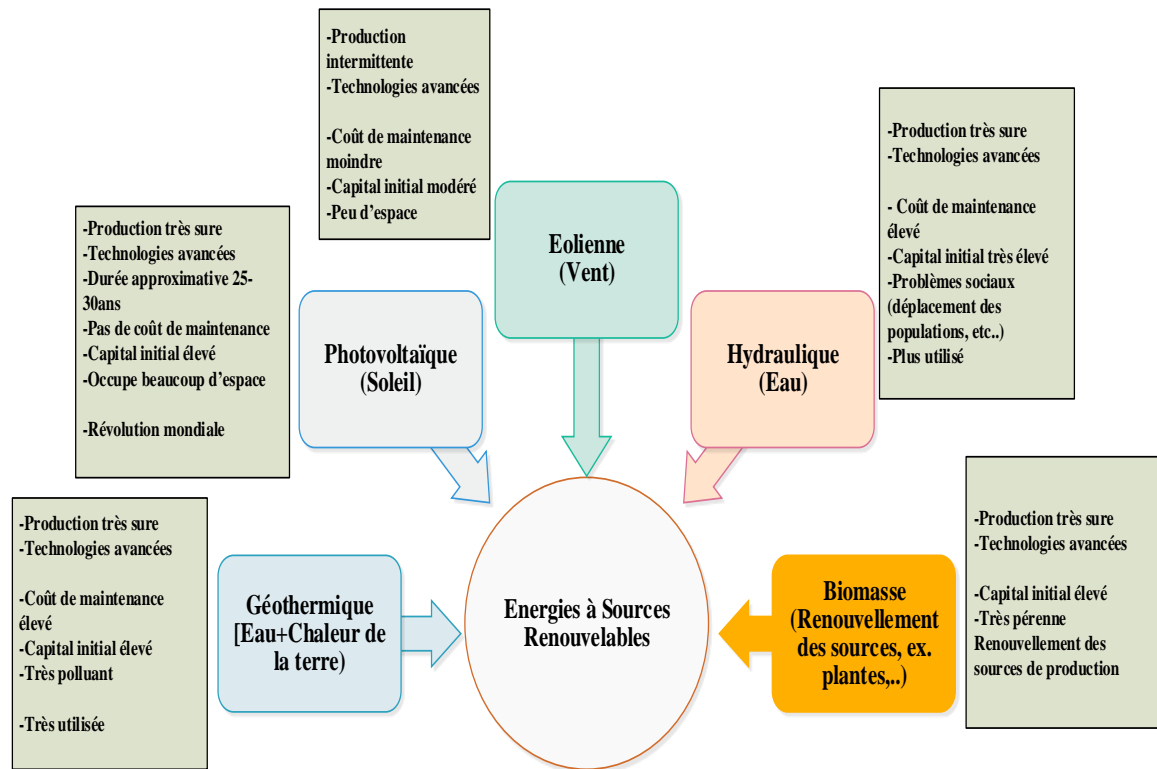 -Production
intermittente
-Technologies avancées
-Coût de maintenance
moindre
-Capital initial modéré
-Peu d'espace
Eolienne
(Vent)
-Production très sure
-Technologies avancées
- Coût de maintenance
élevé
-Capital initial très élevé
-Problèmes sociaux
(déplacement des
populations, etc..)
-Plus utilisé
Hydraulique
(Eau)
-Production très sure
-Technologies avancées
-Durée approximative 25-
30ans
-Pas de coût de maintenance
-Capital initial élevé
-Occupe beaucoup d'espace
-Révolution mondiale
Photovoltaïque
(Soleil)
-Production très sure
-Technologies avancées
-Coût de maintenance
élevé
-Capital initial élevé
-Très polluant
-Très utilisée
Géothermique
[Eau+Chaleur de
la terre)
Energies à Sources
Renouvelables
Biomasse
(Renouvellement
des sources, ex.
plantes,..)
-Production très sure
-Technologies avancées
-Capital initial élevé
-Très pérenne
Renouvellement des
sources de production